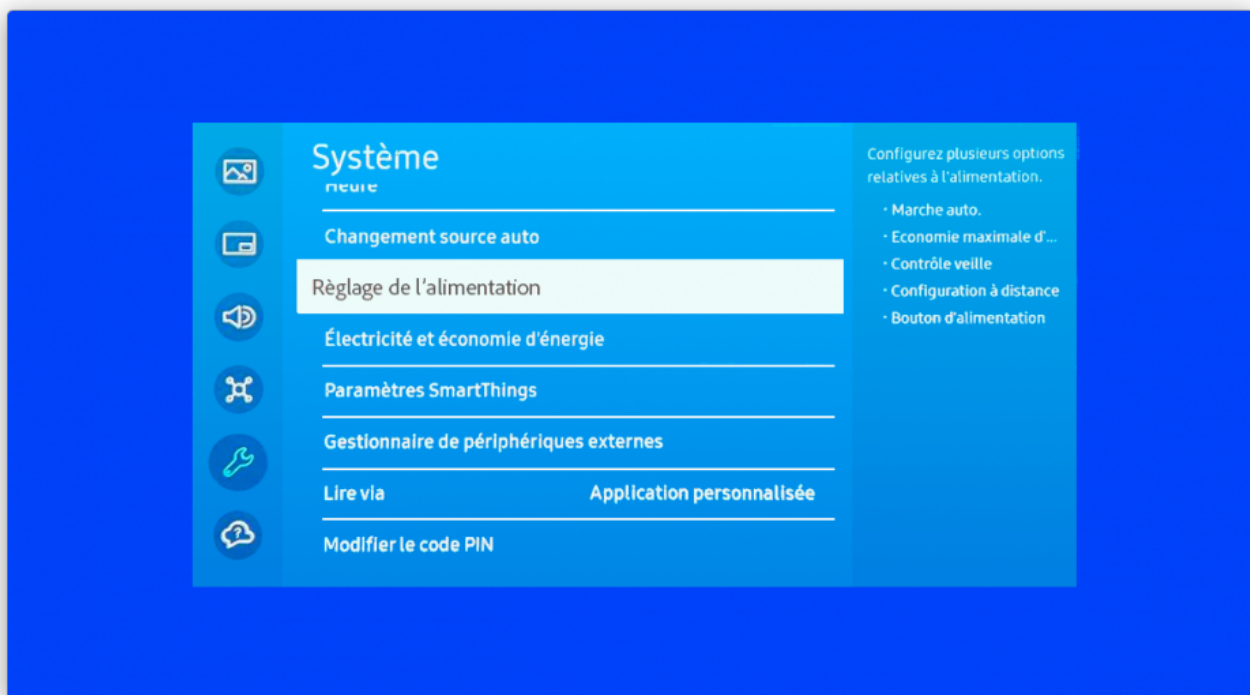 Système
Heure
Changement source auto
Règlage de l'alimentation
Électricité et économie d'énergie
Paramètres SmartThings
Gestionnaire de périphériques externes
Lire via Application personnalisée
Modifier le code PIN
Configurez plusieurs options
relatives à l'alimentation.
· Marche auto.
· Economie maximale d'...
· Contrôle veille
· Configuration à distance
· Bouton d'alimentation